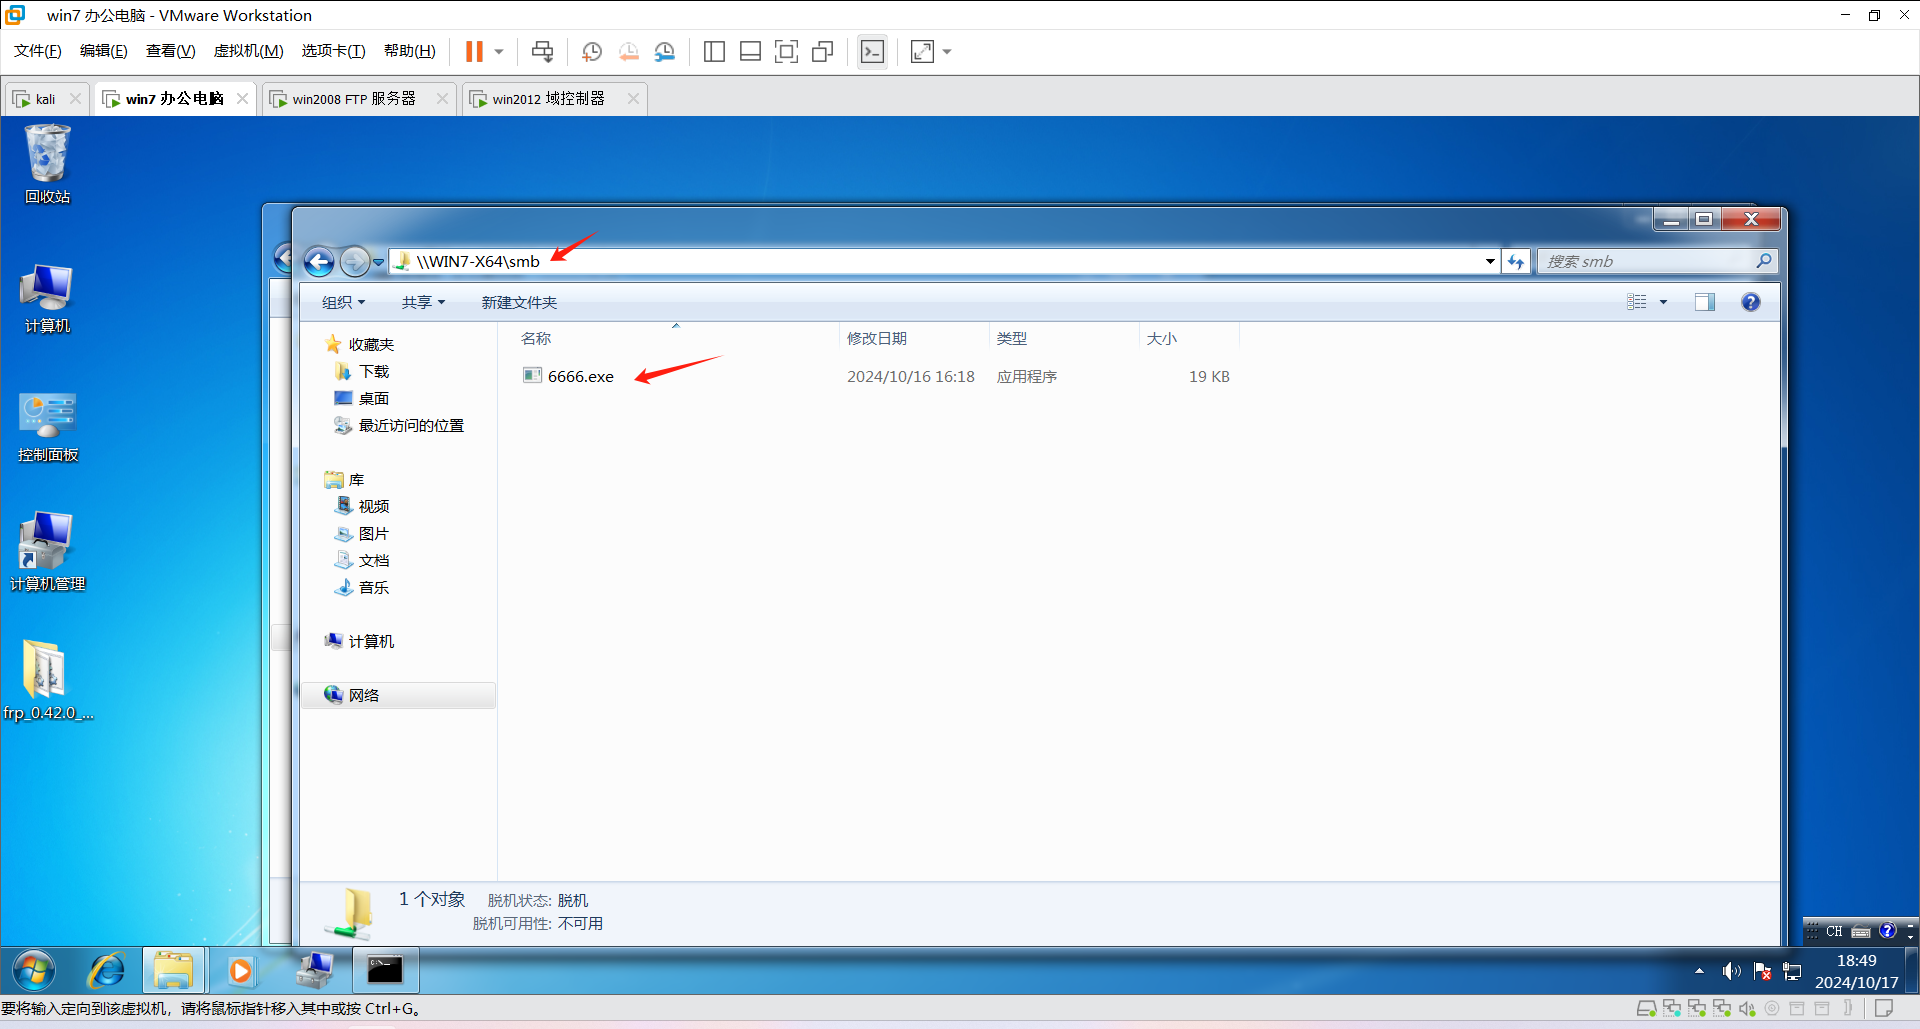 win7 办公电脑 - VMware Workstation
文件(F) 编辑(E) 查看(V) 虚拟机(M) 选项卡(T) 帮助(H)
kali win7 办公电脑 win2008 FTP 服务器 win2012 域控制器
回收站
计算机
控制面板
计算机管理
frp_0.42.0_...
\\WIN7-X64\smb
搜索 smb
组织 共享 新建文件夹
收藏夹
下载
桌面
最近访问的位置
库
视频
图片
文档
音乐
计算机
网络
名称 修改日期 类型 大小
6666.exe 2024/10/16 16:18 应用程序 19 KB
1 个对象 脱机状态: 脱机
脱机可用性: 不可用
CH
C:\_
18:49
2024/10/17
要将输入定向到该虚拟机，请将鼠标指针移入其中或按 Ctrl+G。